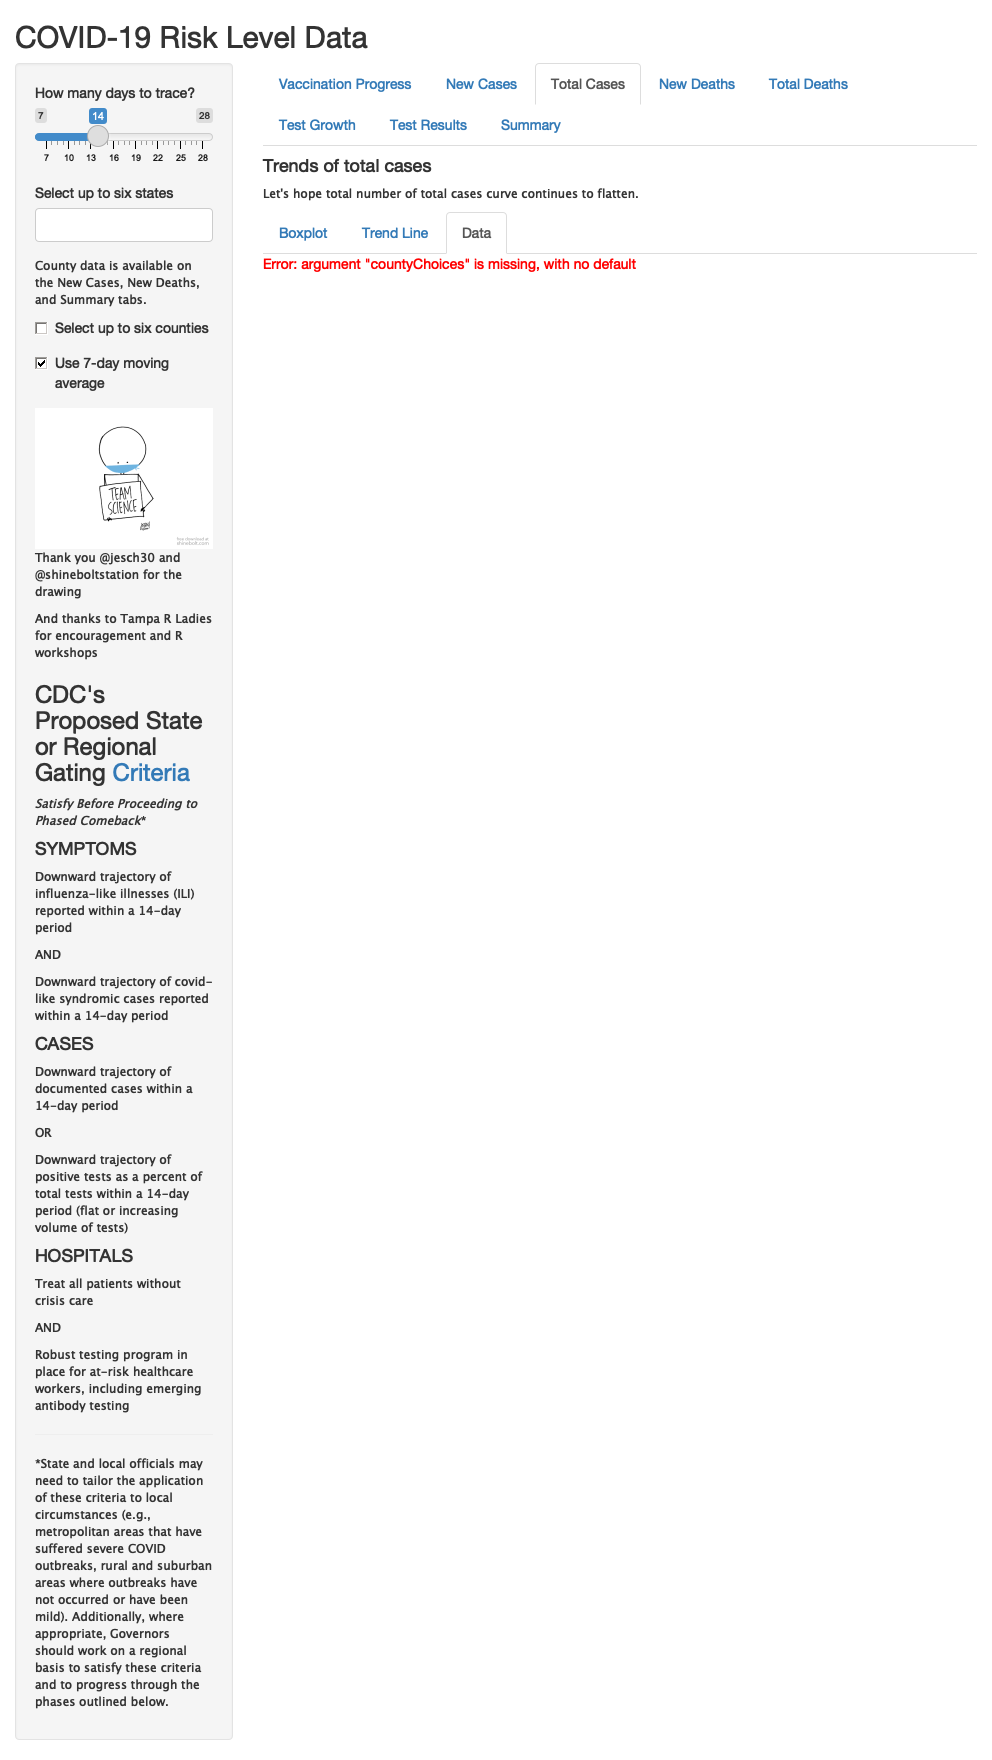 COVID-19 Risk Level Data
How many days to trace?
7 14 28
7 10 13 16 19 22 25 28
Select up to six states
County data is available on
the New Cases, New Deaths,
and Summary tabs.
Select up to six counties
Use 7-day moving
average
TEAM
SCIENCE
free download at
shinebolt.com
Thank you @jesch30 and
@shineboltstation for the
drawing
And thanks to Tampa R Ladies
for encouragement and R
workshops
CDC's
Proposed State
or Regional
Gating Criteria
Satisfy Before Proceeding to
Phased Comeback*
SYMPTOMS
Downward trajectory of
influenza-like illnesses (ILI)
reported within a 14-day
period
AND
Downward trajectory of covid-
like syndromic cases reported
within a 14-day period
CASES
Downward trajectory of
documented cases within a
14-day period
OR
Downward trajectory of
positive tests as a percent of
total tests within a 14-day
period (flat or increasing
volume of tests)
HOSPITALS
Treat all patients without
crisis care
AND
Robust testing program in
place for at-risk healthcare
workers, including emerging
antibody testing
*State and local officials may
need to tailor the application
of these criteria to local
circumstances (e.g.,
metropolitan areas that have
suffered severe COVID
outbreaks, rural and suburban
areas where outbreaks have
not occurred or have been
mild). Additionally, where
appropriate, Governors
should work on a regional
basis to satisfy these criteria
and to progress through the
phases outlined below.
Vaccination Progress New Cases Total Cases New Deaths Total Deaths
Test Growth Test Results Summary
Trends of total cases
Let's hope total number of total cases curve continues to flatten.
Boxplot Trend Line Data
Error: argument "countyChoices" is missing, with no default